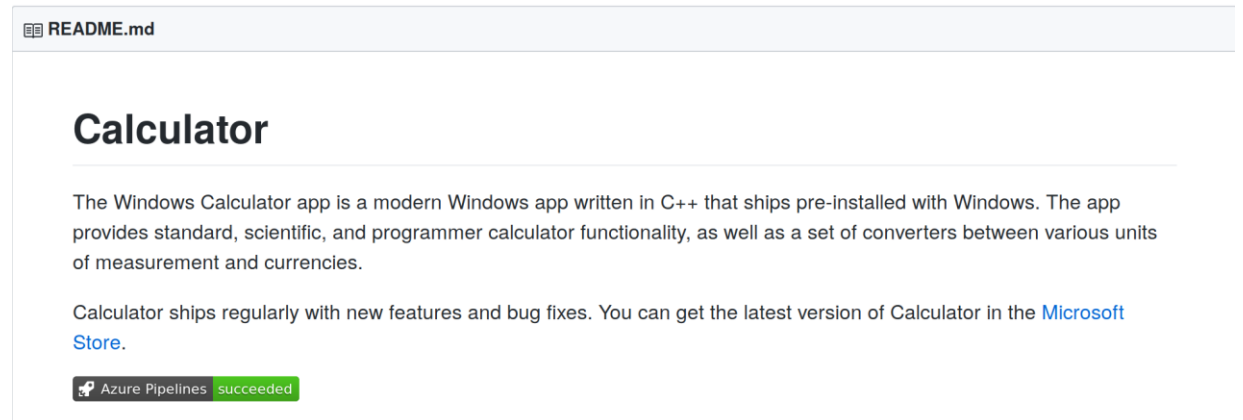 README.md
Calculator
The Windows Calculator app is a modern Windows app written in C++ that ships pre-installed with Windows. The app
provides standard, scientific, and programmer calculator functionality, as well as a set of converters between various units
of measurement and currencies.
Calculator ships regularly with new features and bug fixes. You can get the latest version of Calculator in the Microsoft
Store.
Azure Pipelines succeeded